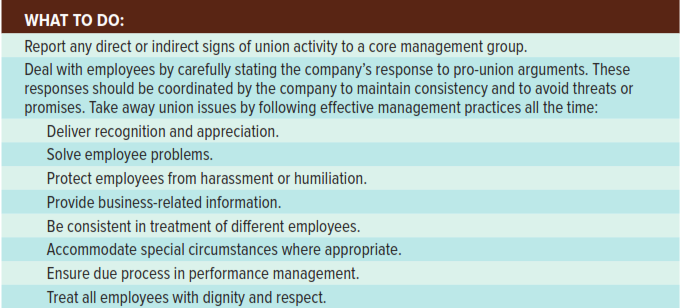 WHAT TO DO:
Report any direct or indirect signs of union activity to a core management group.
Deal with employees by carefully stating the company's response to pro-union arguments. These
responses should be coordinated by the company to maintain consistency and to avoid threats or
promises. Take away union issues by following effective management practices all the time:
Deliver recognition and appreciation.
Solve employee problems.
Protect employees from harassment or humiliation.
Provide business-related information.
Be consistent in treatment of different employees.
Accommodate special circumstances where appropriate.
Ensure due process in performance management.
Treat all employees with dignity and respect.